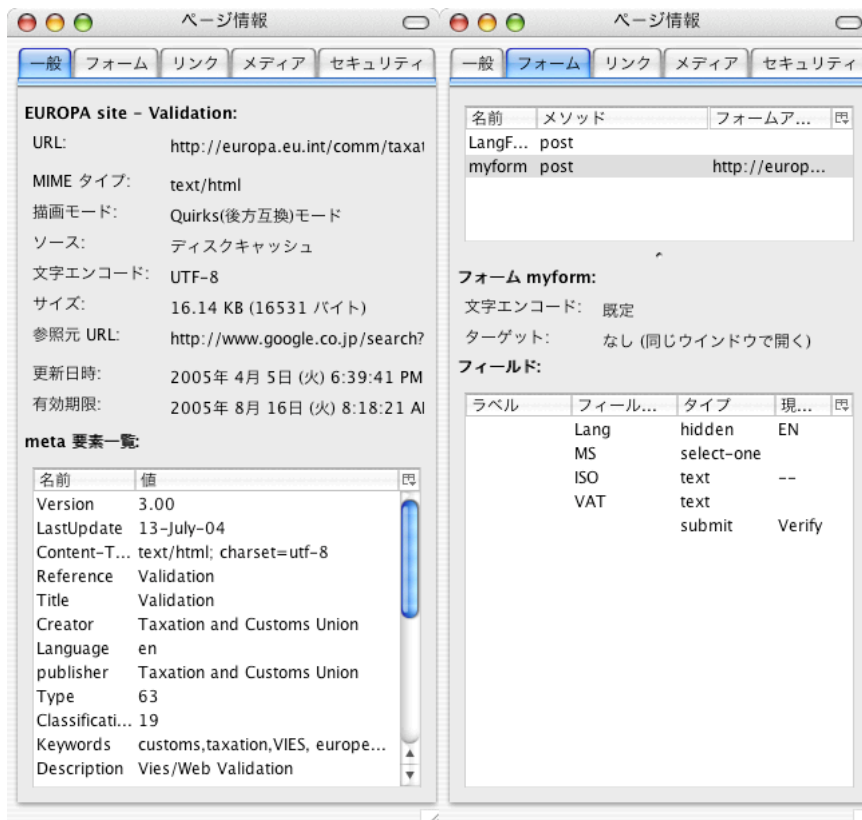 ページ情報
一般 フォーム リンク メディア セキュリティ
EUROPA site – Validation:
URL: http://europa.eu.int/comm/taxat
MIME タイプ: text/html
描画モード: Quirks(後方互換)モード
ソース: ディスクキャッシュ
文字エンコード: UTF-8
サイズ: 16.14 KB (16531 バイト)
参照元 URL: http://www.google.co.jp/search?
更新日時: 2005年 4月 5日 (火) 6:39:41 PM
有効期限: 2005年 8月 16日 (火) 8:18:21 AM
meta 要素一覧:
名前 値
Version 3.00
LastUpdate 13-July-04
Content-T... text/html; charset=utf-8
Reference Validation
Title Validation
Creator Taxation and Customs Union
Language en
publisher Taxation and Customs Union
Type 63
Classificati... 19
Keywords customs,taxation,VIES, europe...
Description Vies/Web Validation
ページ情報
一般 フォーム リンク メディア セキュリティ
名前 メソッド フォームア...
LangF... post
myform post http://europ...
フォーム myform:
文字エンコード: 既定
ターゲット: なし (同じウインドウで開く)
フィールド:
ラベル フィール... タイプ 現...
Lang hidden EN
MS select-one
ISO text --
VAT text
submit Verify